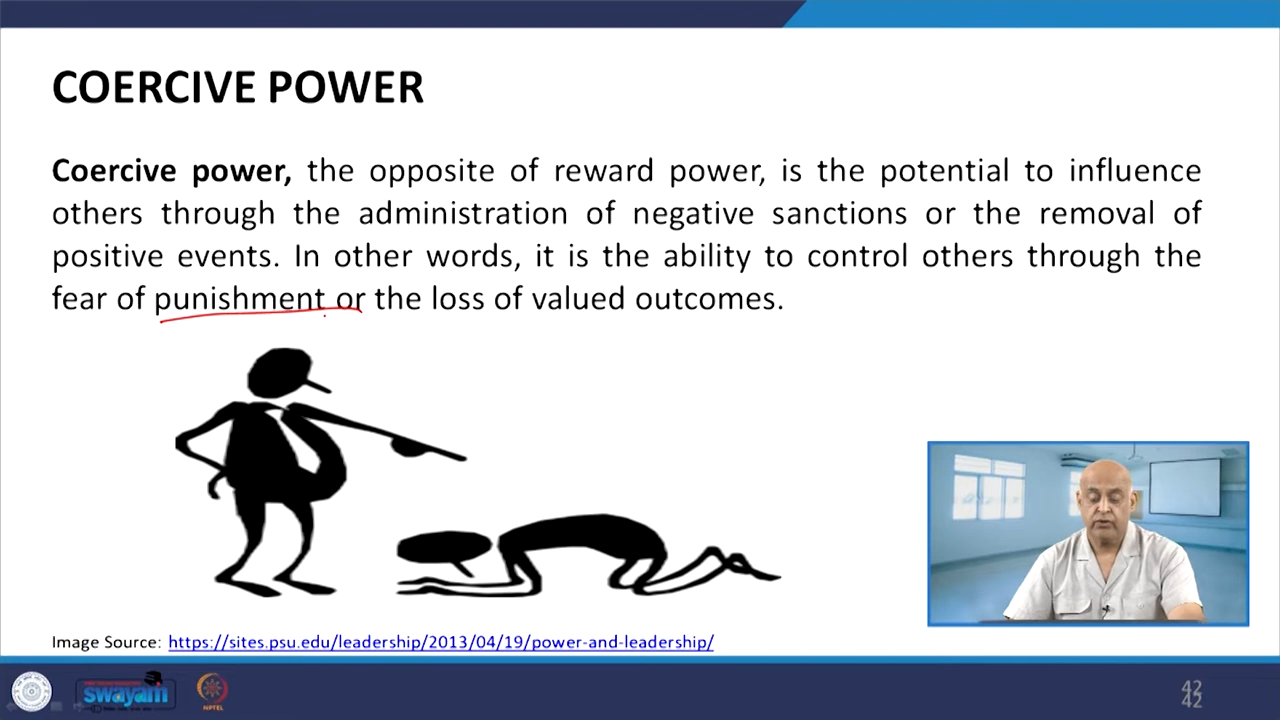 COERCIVE POWER
Coercive power, the opposite of reward power, is the potential to influence
others through the administration of negative sanctions or the removal of
positive events. In other words, it is the ability to control others through the
fear of punishment or the loss of valued outcomes.
Image Source: https://sites.psu.edu/leadership/2013/04/19/power-and-leadership/
swayam
NPTEL
42
42